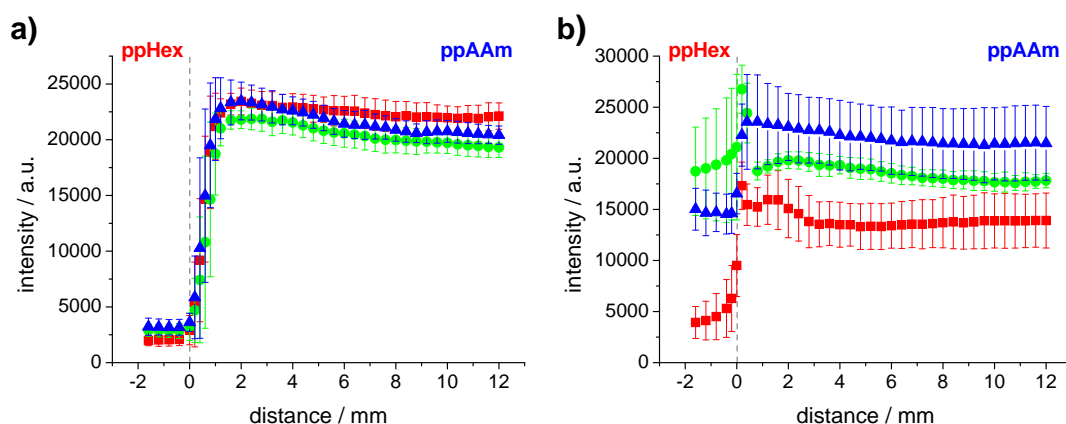 a)
ppHex ppAAm
25000
20000
15000
10000
5000
0
intensity / a.u.
-2 0 2 4 6 8 10 12
distance / mm
b)
ppHex ppAAm
30000
25000
20000
15000
10000
5000
0
intensity / a.u.
-2 0 2 4 6 8 10 12
distance / mm